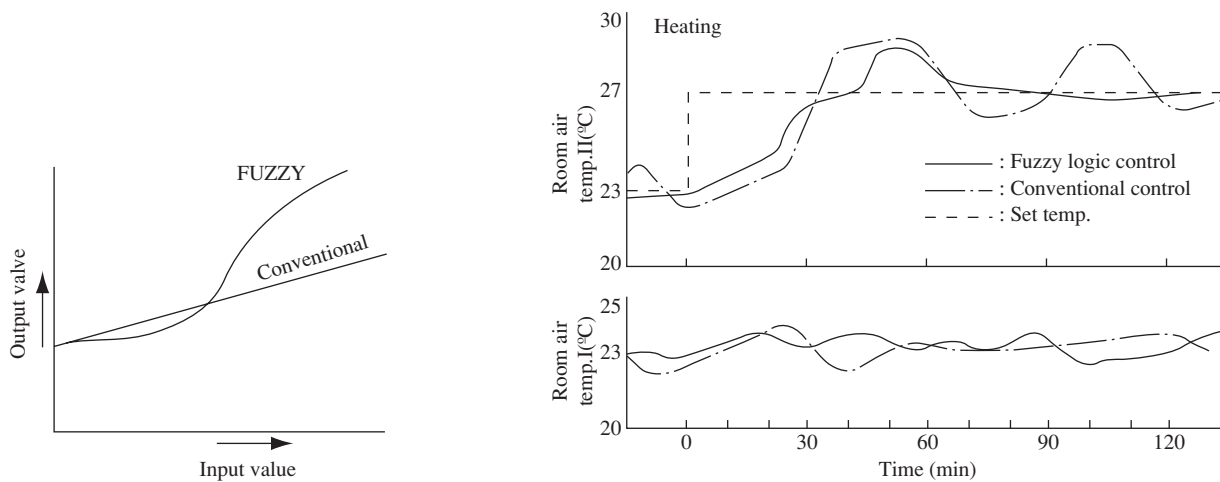 FUZZY
Conventional
Output valve
Input value
30
Heating
27
23
20
Room air
temp.II(ºC)
: Fuzzy logic control
: Conventional control
: Set temp.
25
23
20
Room air
temp.I(ºC)
0
30
60
90
120
Time (min)